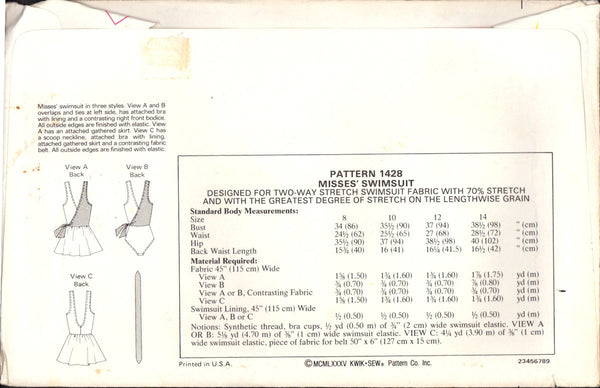 Misses' swimsuit in three styles. View A and B
overlaps and ties at left side, has attached bra
with lining and a contrasting right front bodice.
All outside edges are finished with elastic. View
A has an attached gathered skirt. View C has
a scoop neckline, attached bra with lining,
attached gathered skirt and a contrasting fabric
belt. All outside edges are finished with elastic.
View A
Back
View B
Back
View C
Back
PATTERN 1428
MISSES' SWIMSUIT
DESIGNED FOR TWO-WAY STRETCH SWIMSUIT FABRIC WITH 70% STRETCH
AND WITH THE GREATEST DEGREE OF STRETCH ON THE LENGTHWISE GRAIN
Standard Body Measurements:
Size 8 10 12 14
Bust 34 (86) 35½ (90) 37 (94) 38½ (98) " (cm)
Waist 24½ (62) 25½ (65) 27 (68) 28½ (72) " (cm)
Hip 35½ (90) 37 (94) 38½ (98) 40 (102) " (cm)
Back Waist Length 15¾ (40) 16 (41) 16¼ (41.5) 16½ (42) " (cm)
Material Required:
Fabric 45" (115 cm) Wide
View A 1⅝ (1.50) 1¾ (1.60) 1¾ (1.60) 1⅞ (1.75) yd (m)
View B ¾ (0.70) ¾ (0.70) ¾ (0.70) ⅞ (0.80) yd (m)
View A or B, Contrasting Fabric ¾ (0.70) ¾ (0.70) ¾ (0.70) ¾ (0.70) yd (m)
View C 1⅝ (1.50) 1¾ (1.60) 1¾ (1.60) 1¾ (1.60) yd (m)
Swimsuit Lining, 45" (115 cm) Wide
View A, B or C ½ (0.50) ½ (0.50) ½ (0.50) ½ (0.50) yd (m)
Notions: Synthetic thread, bra cups, ½ yd (0.50 m) of ¾" (2 cm) wide swimsuit elastic. VIEW A
OR B: 5⅛ yd (4.70 m) of ⅜" (1 cm) wide swimsuit elastic. VIEW C: 4¼ yd (3.90 m) of ⅜" (1 cm)
wide swimsuit elastic, piece of fabric for belt 50" x 6" (127 cm x 15 cm).
Printed in U.S.A.
©MCMLXXXV KWIK•SEW® Pattern Co. Inc.
23456789